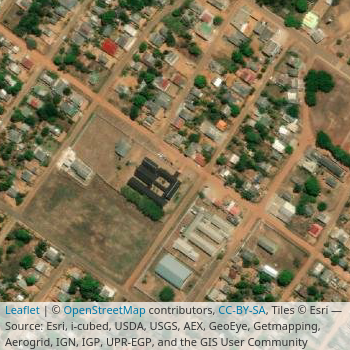 Leaflet | © OpenStreetMap contributors, CC-BY-SA, Tiles © Esri —
Source: Esri, i-cubed, USDA, USGS, AEX, GeoEye, Getmapping,
Aerogrid, IGN, IGP, UPR-EGP, and the GIS User Community